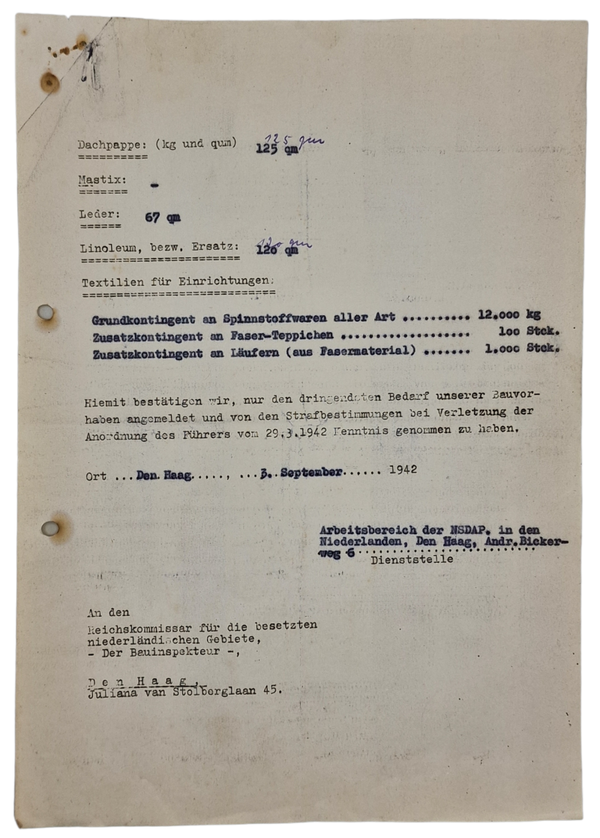 Dachpappe: (kg und qum) 125 qm 125 qm
Mastix: -
Leder: 67 qm
Linoleum, bezw. Ersatz: 120 qm 120 qm
Textilien für Einrichtungen:
Grundkontingent an Spinnstoffwaren aller Art .......... 12.000 kg
Zusatzkontingent an Faser-Teppichen ................... 100 Stck.
Zusatzkontingent an Läufern (aus Fasermaterial) ....... 1.000 Stck.
Hiemit bestätigen wir, nur den dringendsten Bedarf unserer Bauvor-
haben angemeldet und von den Strafbestimmungen bei Verletzung der
Anordnung des Führers vom 29.3.1942 Kenntnis genommen zu haben.
Ort ...Den Haag....., ...3. September...... 1942
Arbeitsbereich der NSDAP. in den
Niederlanden, Den Haag, Andr.Bicker-
weg 6
Dienststelle
An den
Reichskommissar für die besetzten
niederländischen Gebiete,
- Der Bauinspekteur -,
Den Haag,
Juliana van Stolberglaan 45.